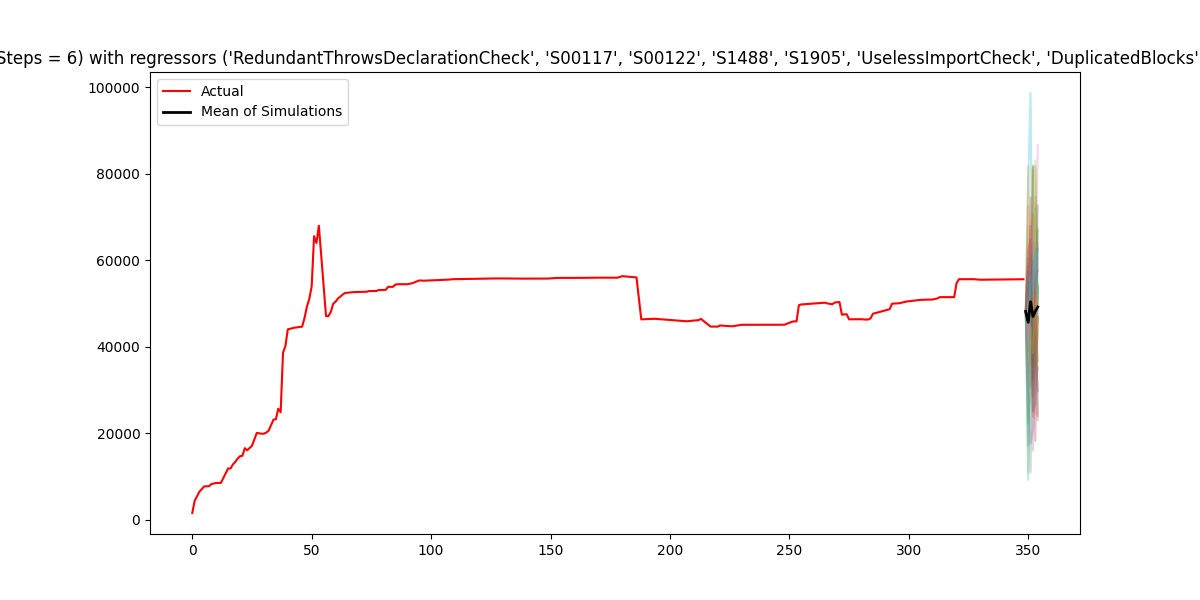 Steps = 6) with regressors ('RedundantThrowsDeclarationCheck', 'S00117', 'S00122', 'S1488', 'S1905', 'UselessImportCheck', 'DuplicatedBlocks'
Actual
Mean of Simulations
100000
80000
60000
40000
20000
0
0 50 100 150 200 250 300 350